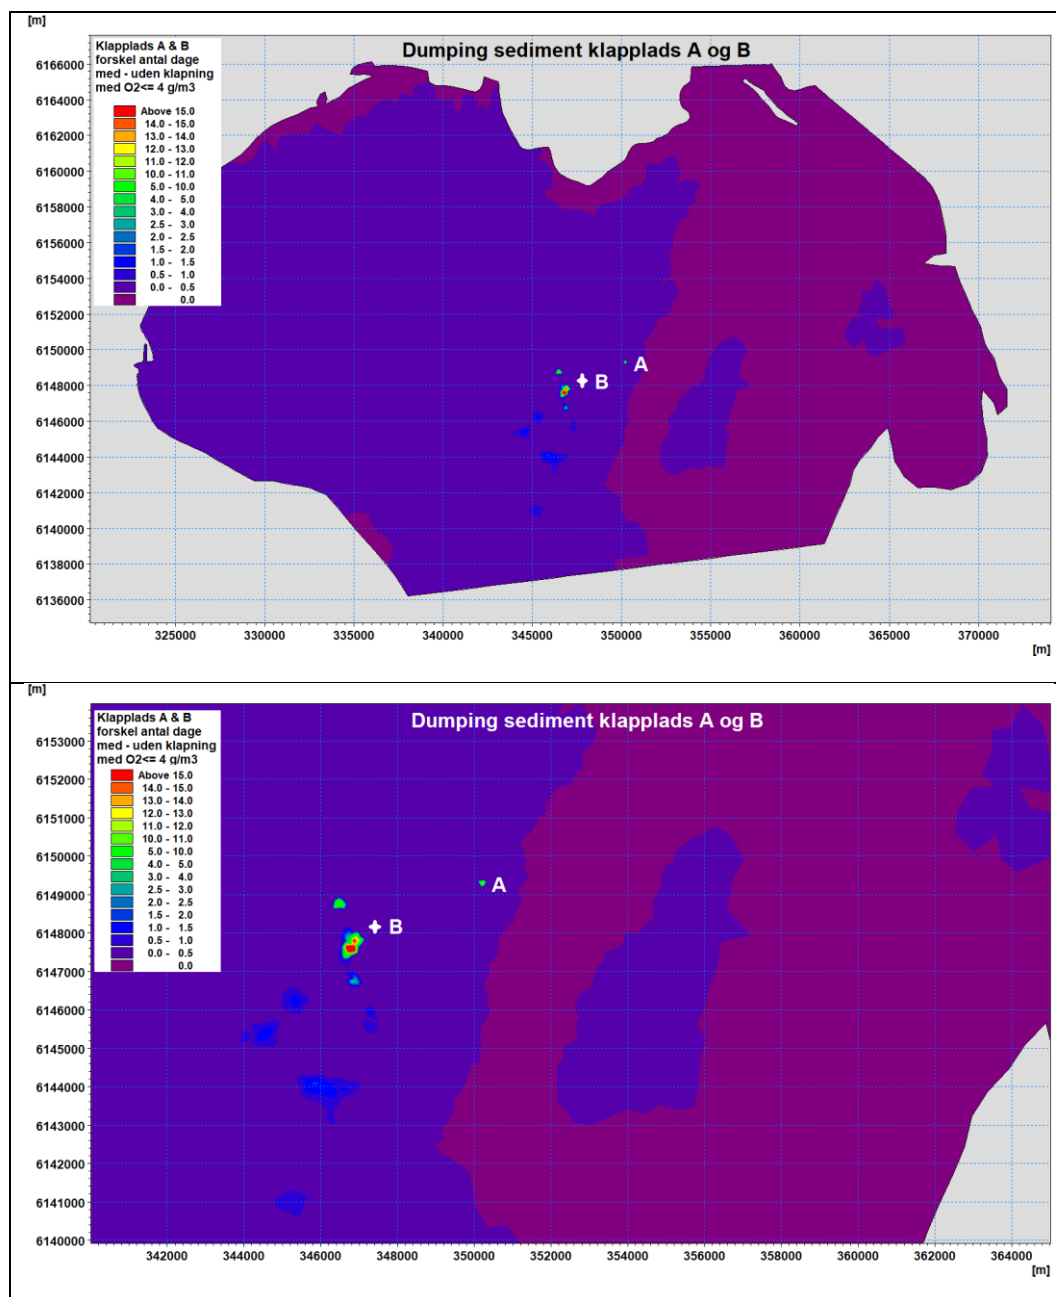 [m]
Klapplads A & B
forskel antal dage
med - uden klapning
med O2<= 4 g/m3
Above 15.0
14.0 - 15.0
13.0 - 14.0
12.0 - 13.0
11.0 - 12.0
10.0 - 11.0
5.0 - 10.0
4.0 - 5.0
3.0 - 4.0
2.5 - 3.0
2.0 - 2.5
1.5 - 2.0
1.0 - 1.5
0.5 - 1.0
0.0 - 0.5
0.0
Dumping sediment klapplads A og B
6166000
6164000
6162000
6160000
6158000
6156000
6154000
6152000
6150000
6148000
6146000
6144000
6142000
6140000
6138000
6136000
A
B
325000 330000 335000 340000 345000 350000 355000 360000 365000 370000
[m]
[m]
Klapplads A & B
forskel antal dage
med - uden klapning
med O2<= 4 g/m3
Above 15.0
14.0 - 15.0
13.0 - 14.0
12.0 - 13.0
11.0 - 12.0
10.0 - 11.0
5.0 - 10.0
4.0 - 5.0
3.0 - 4.0
2.5 - 3.0
2.0 - 2.5
1.5 - 2.0
1.0 - 1.5
0.5 - 1.0
0.0 - 0.5
0.0
Dumping sediment klapplads A og B
6153000
6152000
6151000
6150000
6149000
6148000
6147000
6146000
6145000
6144000
6143000
6142000
6141000
6140000
A
B
342000 344000 346000 348000 350000 352000 354000 356000 358000 360000 362000 364000
[m]